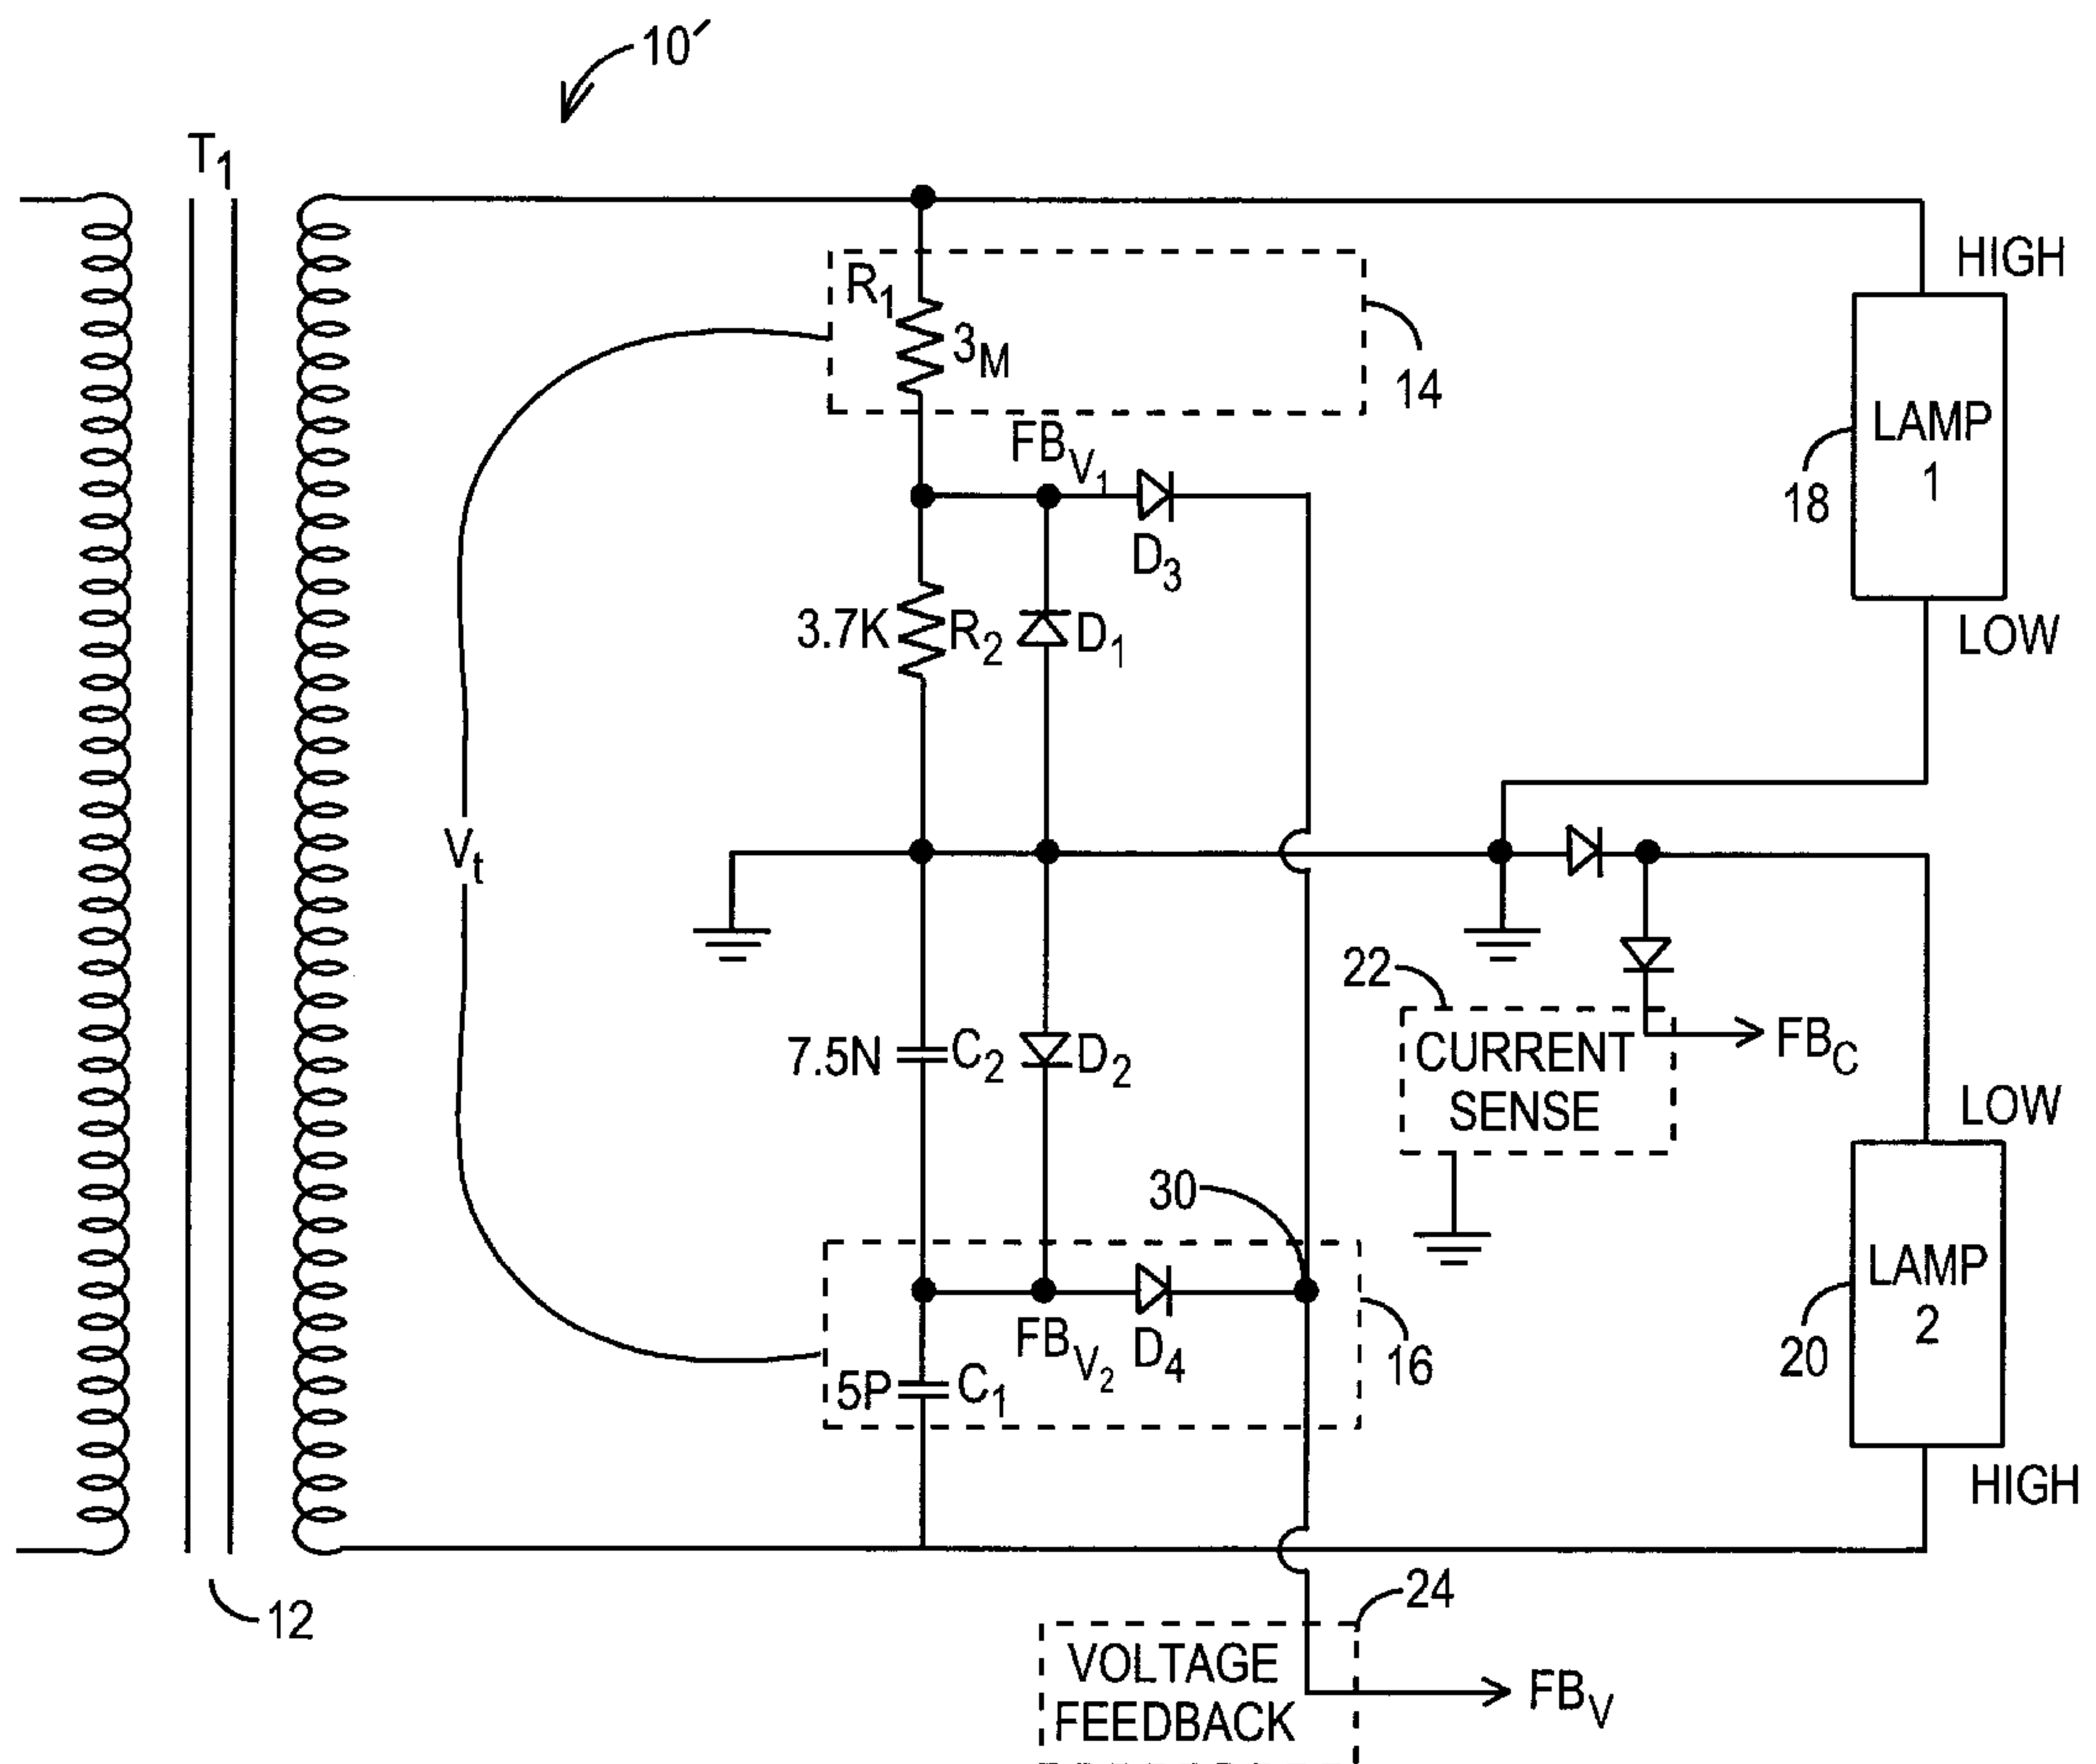 10′
T1
HIGH
R1
3M
14
LAMP
1
18
FBV1
D3
3.7K
R2
D1
LOW
Vt
22
7.5N
C2
D2
CURRENT
SENSE
FBC
LOW
30
LAMP
2
20
FBV2
D4
16
5P
C1
HIGH
24
12
VOLTAGE
FEEDBACK
FBV